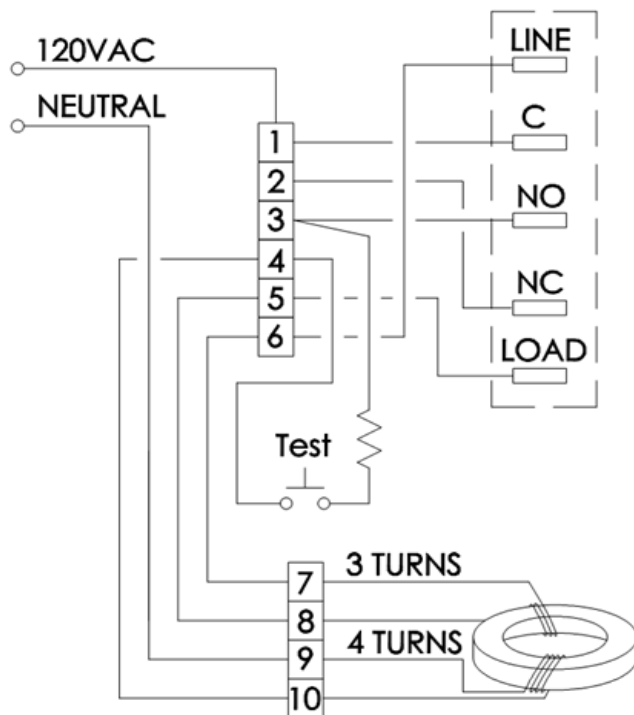 120VAC
NEUTRAL
LINE
C
NO
NC
LOAD
1
2
3
4
5
6
Test
7
8
9
10
3 TURNS
4 TURNS